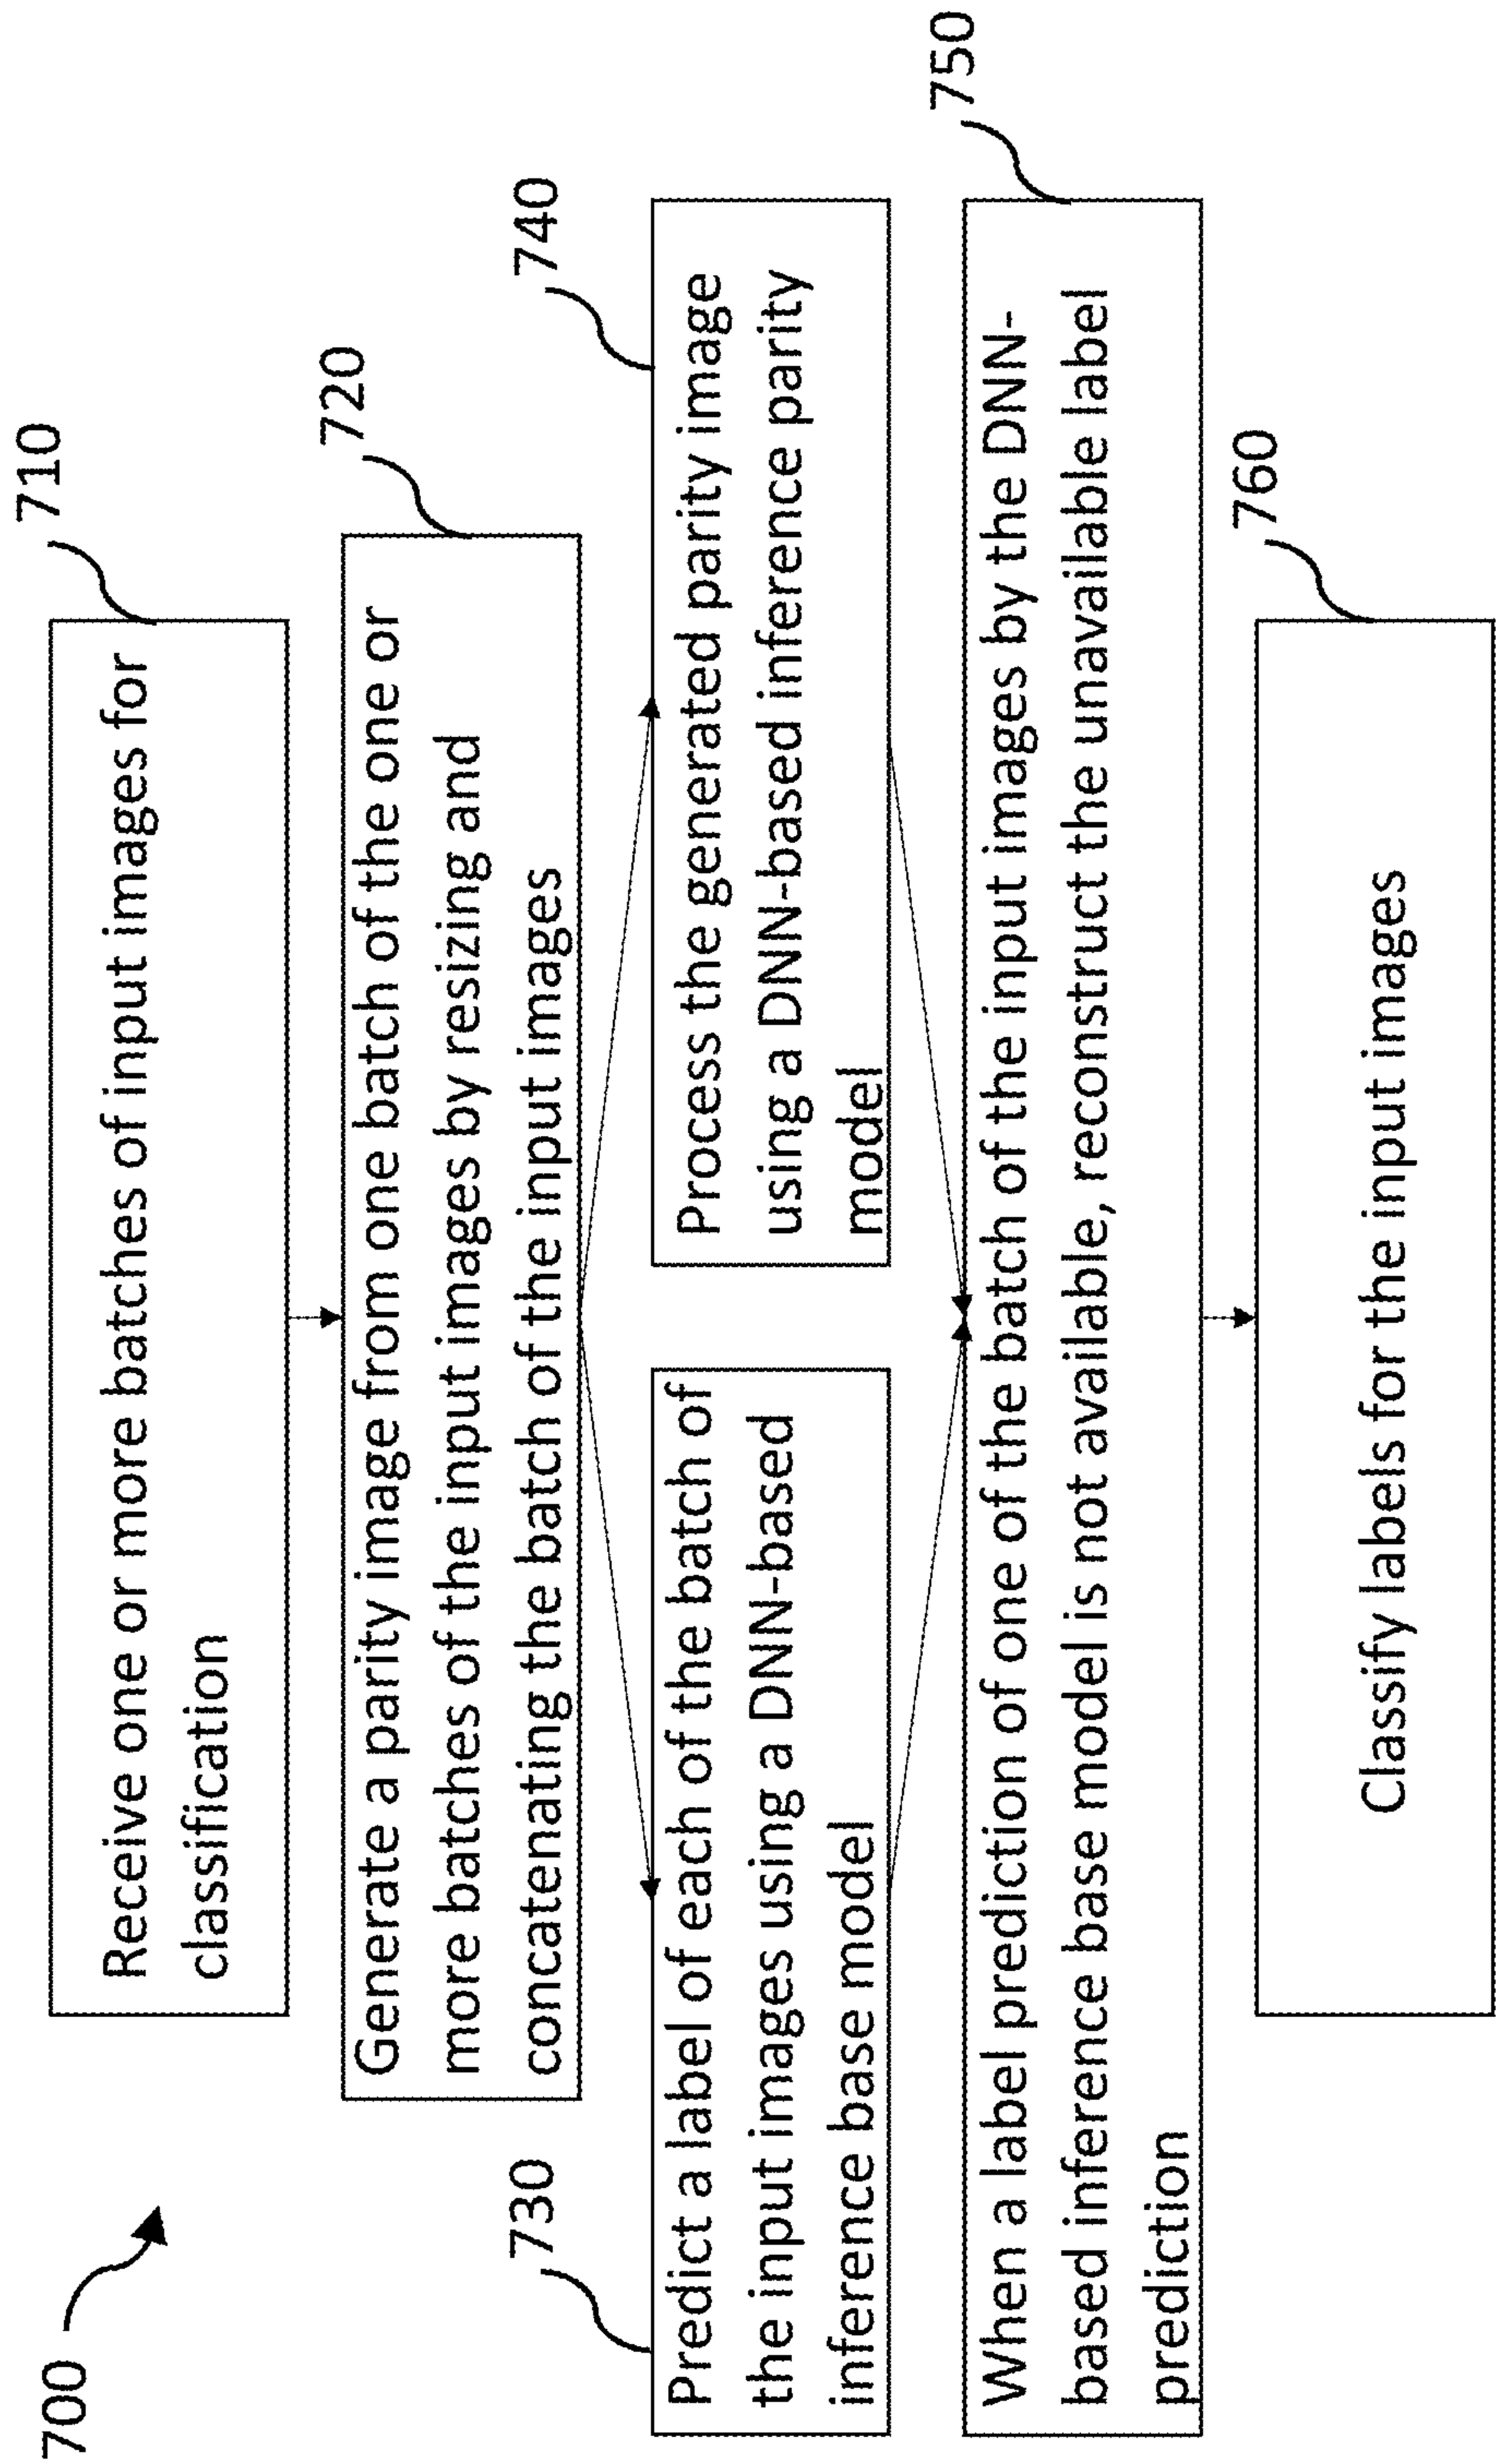 700
710
Receive one or more batches of input images for
classification
720
Generate a parity image from one batch of the one or
more batches of the input images by resizing and
concatenating the batch of the input images
730
Predict a label of each of the batch of
the input images using a DNN-based
inference base model
740
Process the generated parity image
using a DNN-based inference parity
model
750
When a label prediction of one of the batch of the input images by the DNN-
based inference base model is not available, reconstruct the unavailable label
prediction
760
Classify labels for the input images